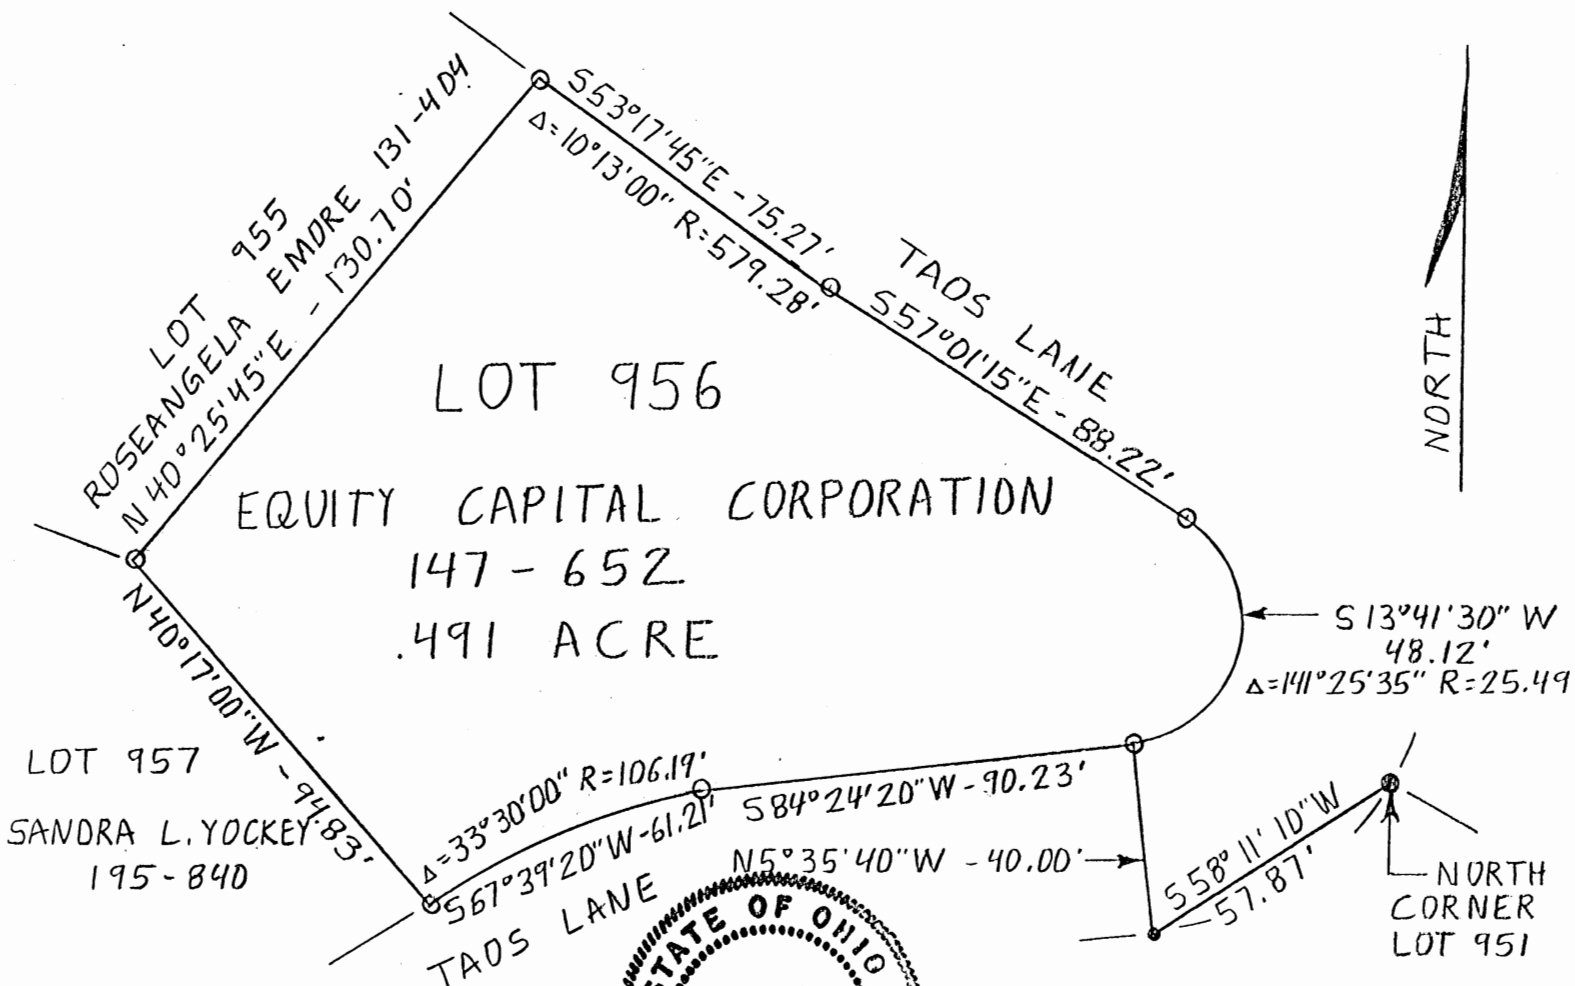 LOT 955
ROSEANGELA EMORE 131-404
N 40°25'45"E - 130.70'
S53°17'45"E - 75.27'
Δ=10°13'00" R=579.28'
TAOS LANE
S57°01'15"E - 88.22'
NORTH
LOT 956
EQUITY CAPITAL CORPORATION
147 - 652
.491 ACRE
S 13°41'30" W
48.12'
Δ=141°25'35" R=25.49
N40°17'00"W - 94.83'
LOT 957
SANDRA L. YOCKEY
195-840
Δ=33°30'00" R=106.19'
S67°39'20"W-61.21'
TAOS LANE
S84°24'20"W-90.23'
N5°35'40"W - 40.00'
S58° 11' 10"W
57.87'
NORTH
CORNER
LOT 951
STATE OF OHIO